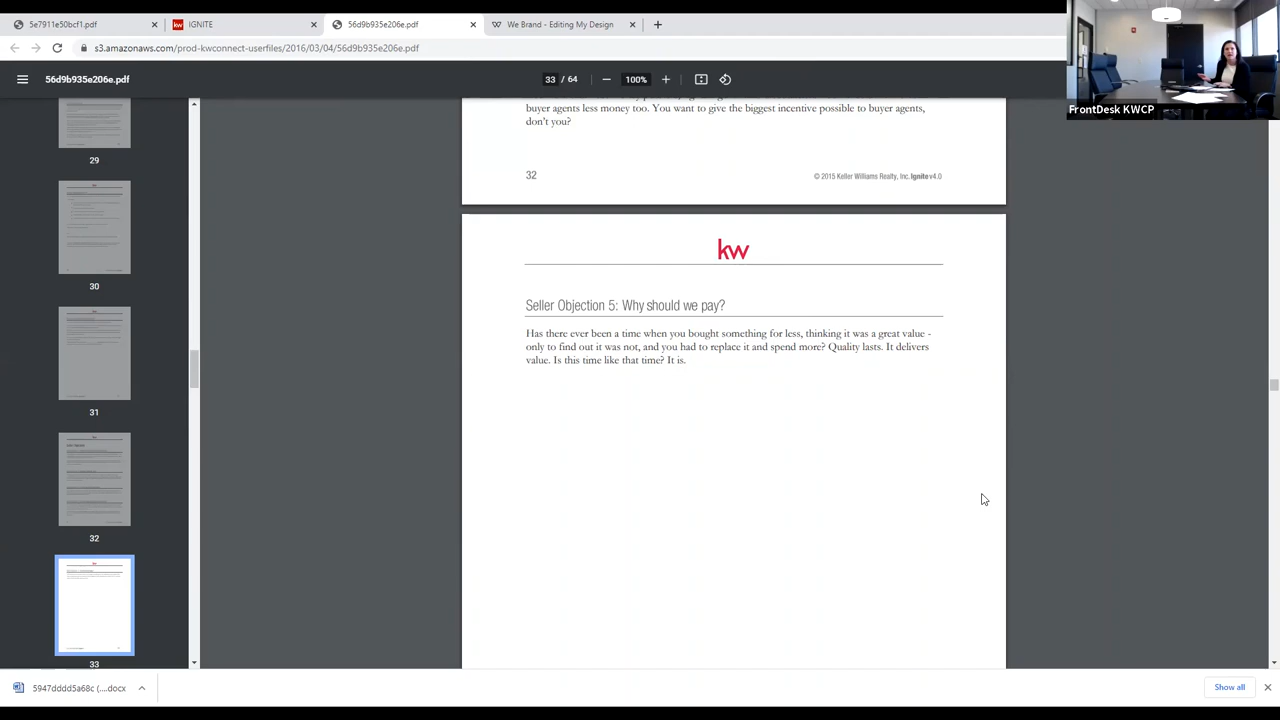 5e7911e50bcf1.pdf
kw IGNITE
56d9b935e206e.pdf
We Brand - Editing My Design
s3.amazonaws.com/prod-kwconnect-userfiles/2016/03/04/56d9b935e206e.pdf
56d9b935e206e.pdf
33 / 64
100%
FrontDesk KWCP
29
30
31
32
33
buyer agents less money too. You want to give the biggest incentive possible to buyer agents,
don't you?
32
© 2015 Keller Williams Realty, Inc. Ignite v4.0
kw
Seller Objection 5: Why should we pay?
Has there ever been a time when you bought something for less, thinking it was a great value -
only to find out it was not, and you had to replace it and spend more? Quality lasts. It delivers
value. Is this time like that time? It is.
5947dddd5a68c (....docx
Show all